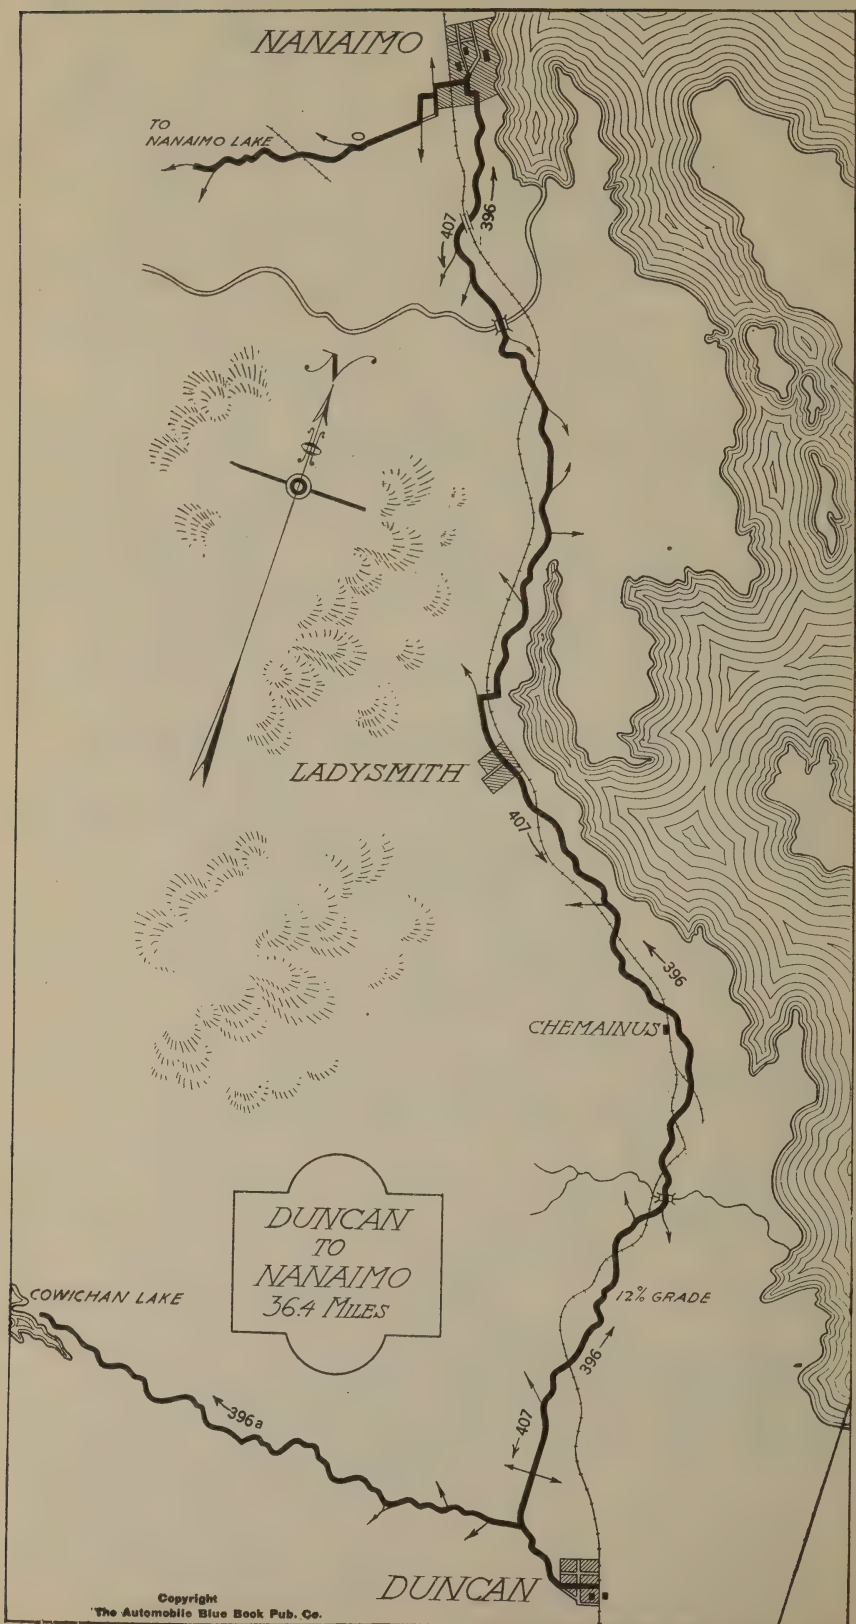 NANAIMO
TO
NANAIMO LAKE
0
407
396
N
LADYSMITH
407
396
CHEMAINUS
DUNCAN
TO
NANAIMO
36.4 MILES
COWICHAN LAKE
12% GRADE
396
396a
407
DUNCAN
Copyright
The Automobile Blue Book Pub. Co.